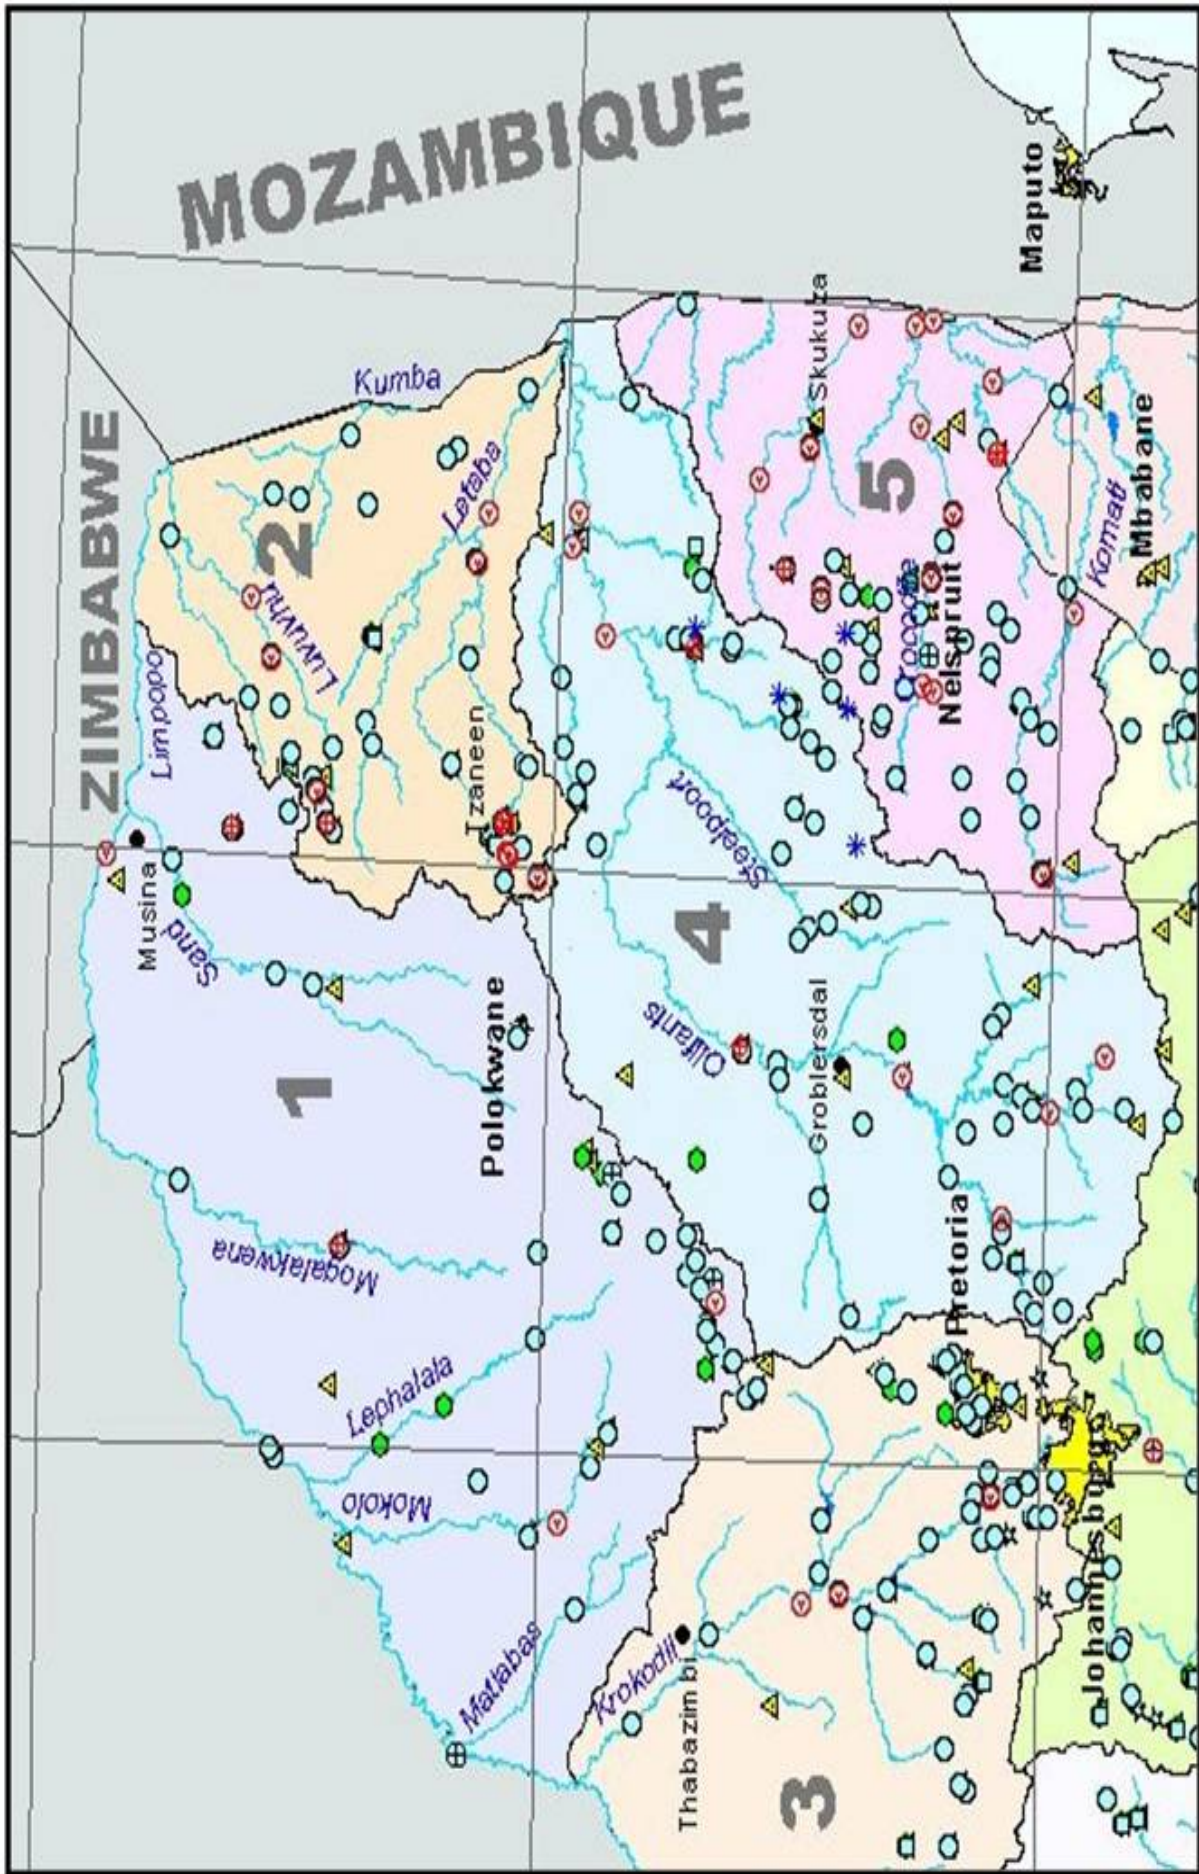 ZIMBABWE
MOZAMBIQUE
Limpopo
Musina
Sand
Kumba
2
Luvuvhu
Letaba
Tzaneen
1
Polokwane
Mogalakwena
Lephalala
Mokolo
Matlabas
Krokodil
Thabazimbi
3
4
Olifants
Steelpoort
Groblersdal
Pretoria
Johannesburg
5
Skukuza
Crocodile
Nelspruit
Komati
Mbabane
Maputo